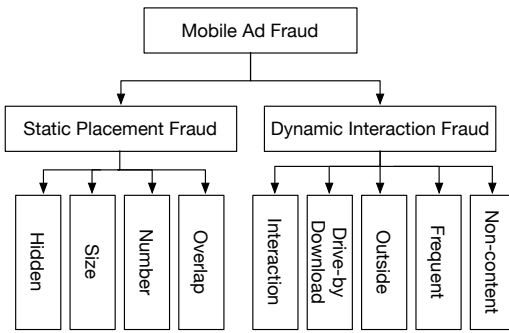 Mobile Ad Fraud
Static Placement Fraud
Dynamic Interaction Fraud
Hidden
Size
Number
Overlap
Interaction
Drive-by
Download
Outside
Frequent
Non-content